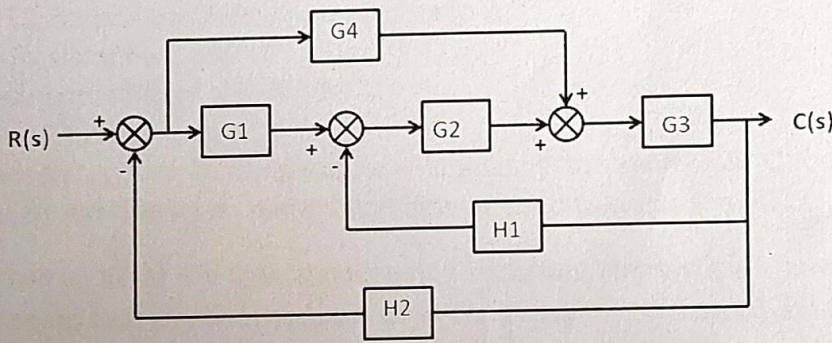 G4
R(s) + - G1 + - G2 + + G3 C(s)
H1
H2